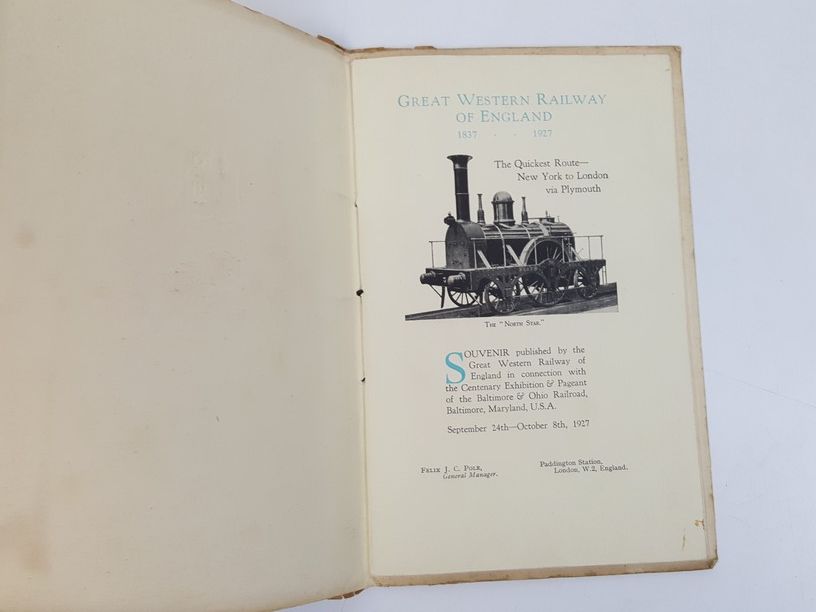 GREAT WESTERN RAILWAY
OF ENGLAND
1837 . . 1927
The Quickest Route—
New York to London
via Plymouth
THE "NORTH STAR."
SOUVENIR published by the
Great Western Railway of
England in connection with
the Centenary Exhibition & Pageant
of the Baltimore & Ohio Railroad,
Baltimore, Maryland, U.S.A.
September 24th—October 8th, 1927
FELIX J. C. POLE,
General Manager.
Paddington Station,
London, W.2, England.